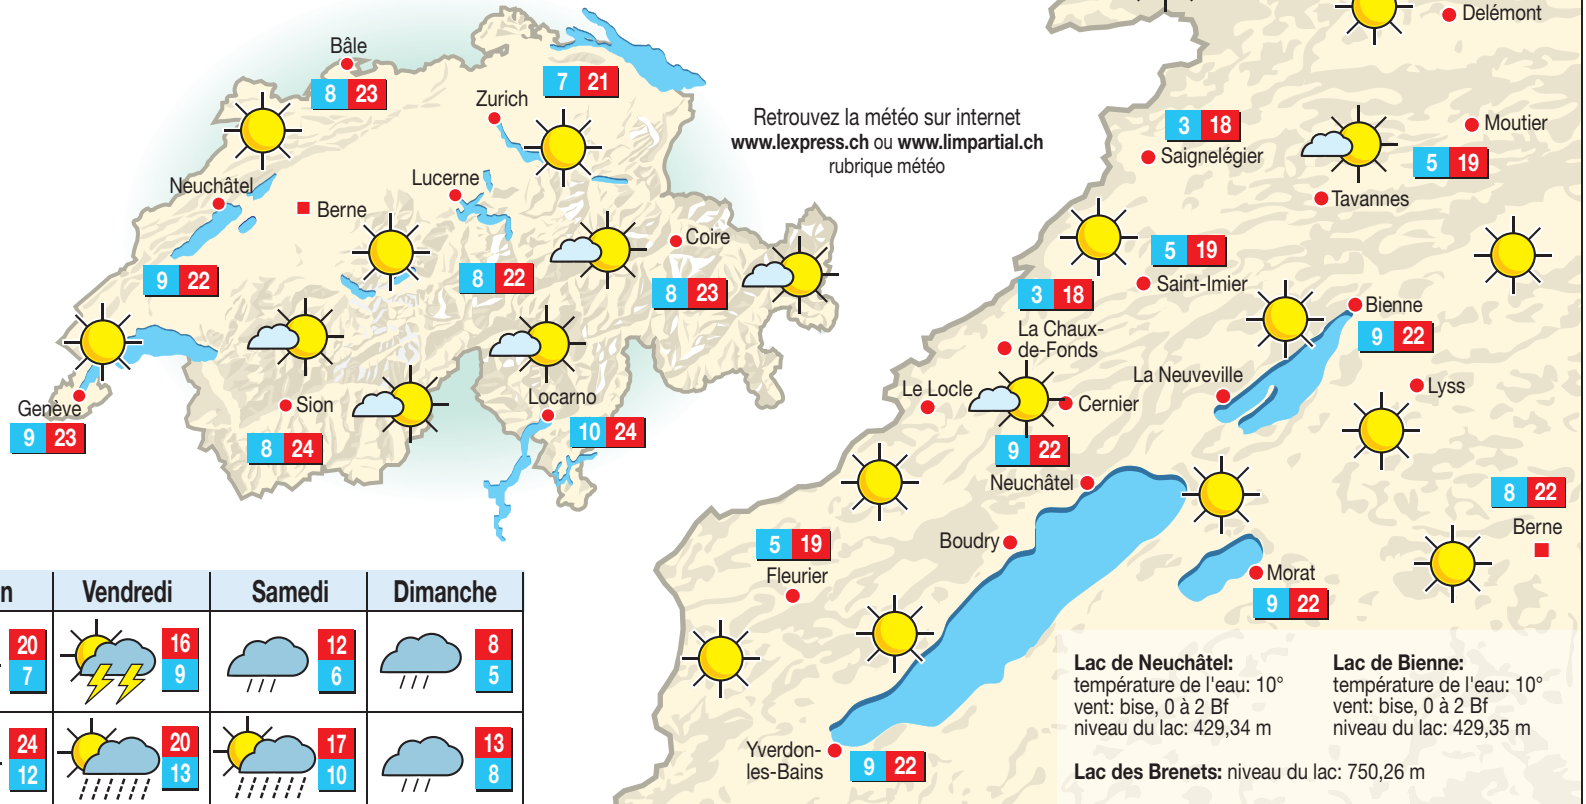 Bâle
8 23
Zurich
7 21
Neuchâtel
9 22
Berne
Lucerne
8 22
Coire
8 23
Genève
9 23
Sion
8 24
Locarno
10 24
Retrouvez la météo sur internet
www.lexpress.ch ou www.limpartial.ch
rubrique météo
Delémont
3 18
Saignelégier
Moutier
5 19
Tavannes
5 19
Saint-Imier
3 18
La Chaux-
de-Fonds
Bienne
9 22
La Neuveville
Lyss
Le Locle
Cernier
9 22
Neuchâtel
8 22
Berne
Boudry
5 19
Fleurier
Morat
9 22
Yverdon-
les-Bains
9 22
n Vendredi Samedi Dimanche
20 16 12 8
7 9 6 5
24 20 17 13
12 13 10 8
Lac de Neuchâtel:
température de l'eau: 10°
vent: bise, 0 à 2 Bf
niveau du lac: 429,34 m
Lac de Bienne:
température de l'eau: 10°
vent: bise, 0 à 2 Bf
niveau du lac: 429,35 m
Lac des Brenets: niveau du lac: 750,26 m